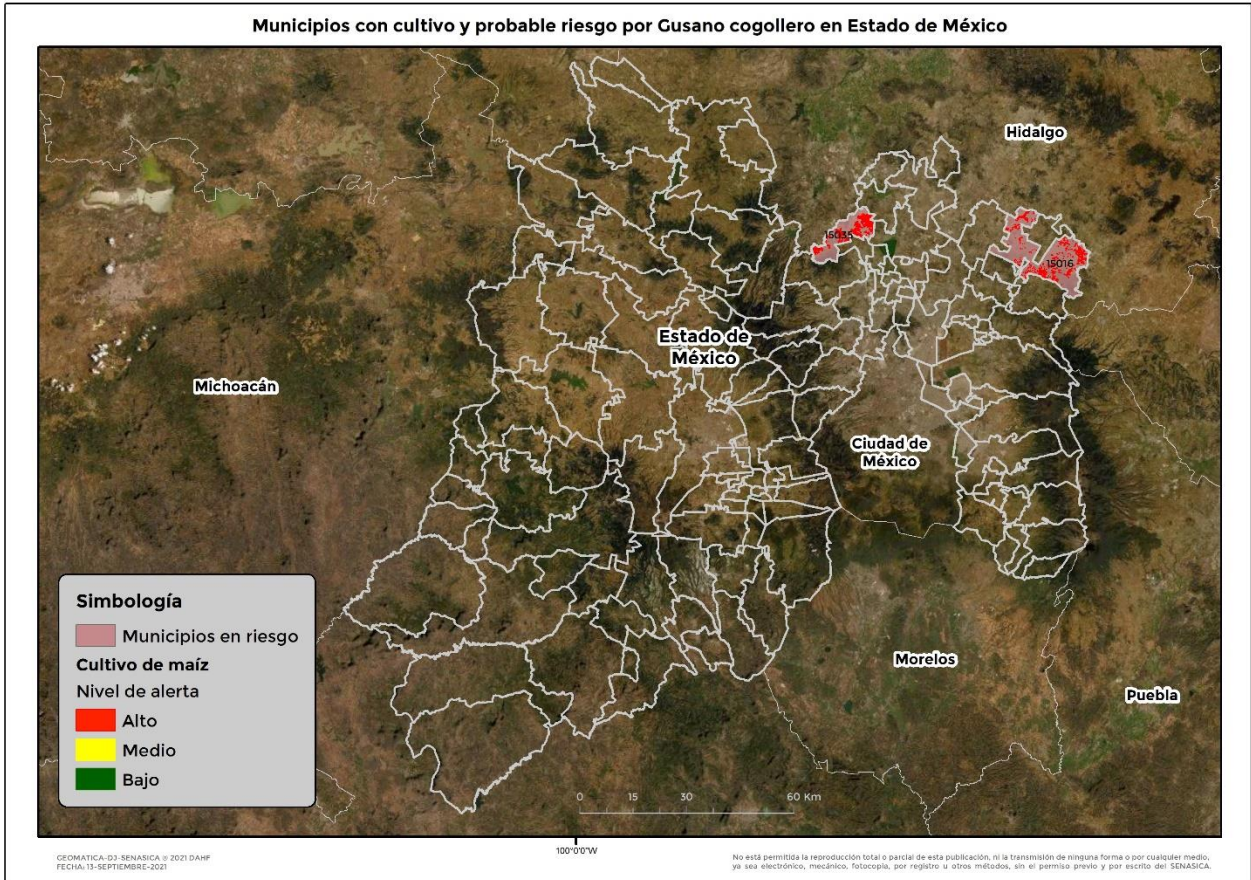 Municipios con cultivo y probable riesgo por Gusano cogollero en Estado de México
Hidalgo
15035
15016
Estado de
México
Michoacán
Ciudad de
México
Morelos
Puebla
Simbología
Municipios en riesgo
Cultivo de maíz
Nivel de alerta
Alto
Medio
Bajo
0 15 30 60 Km
100°0'0"W
GEOMATICA-DJ-SENASICA @ 2021 DAHF
FECHA: 13-SEPTIEMBRE-2021
No está permitida la reproducción total o parcial de esta publicación, ni la transmisión de ninguna forma o por cualquier medio,
ya sea electrónico, mecánico, fotocopia, por registro u otros métodos, sin el permiso previo y por escrito del SENASICA.